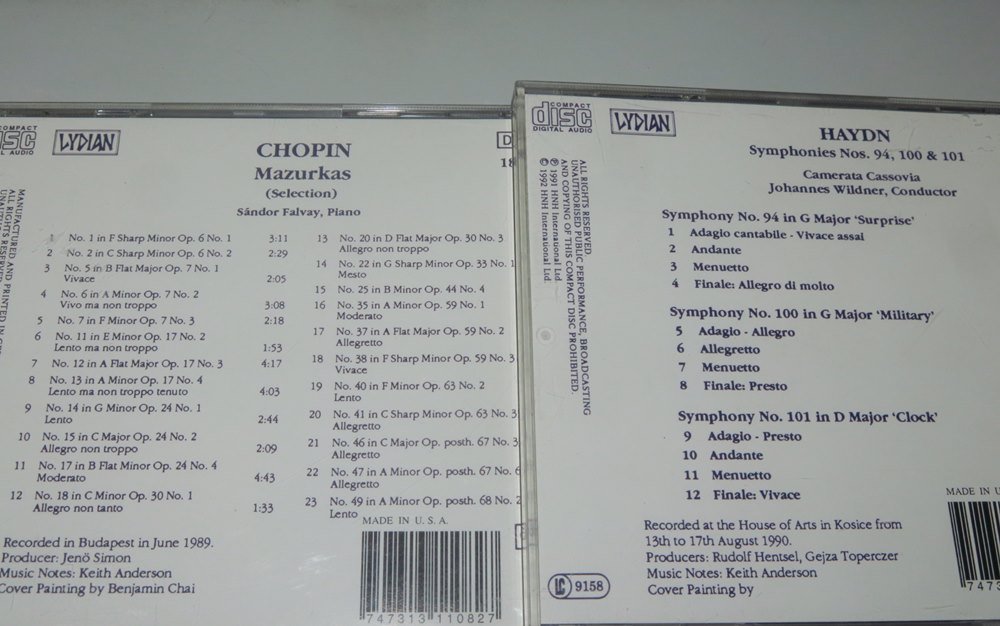 COMPACT
DISC
DIGITAL AUDIO
LYDIAN
D
18
CHOPIN
Mazurkas
(Selection)
Sándor Falvay, Piano
1 No. 1 in F Sharp Minor Op. 6 No. 1 3:11
2 No. 2 in C Sharp Minor Op. 6 No. 2 2:29
3 No. 5 in B Flat Major Op. 7 No. 1
Vivace 2:05
4 No. 6 in A Minor Op. 7 No. 2
Vivo ma non troppo 3:08
5 No. 7 in F Minor Op. 7 No. 3 2:18
6 No. 11 in E Minor Op. 17 No. 2
Lento ma non troppo 1:53
7 No. 12 in A Flat Major Op. 17 No. 3 4:17
8 No. 13 in A Minor Op. 17 No. 4
Lento ma non troppo tenuto 4:03
9 No. 14 in G Minor Op. 24 No. 1
Lento 2:44
10 No. 15 in C Major Op. 24 No. 2
Allegro non troppo 2:09
11 No. 17 in B Flat Minor Op. 24 No. 4
Moderato 4:43
12 No. 18 in C Minor Op. 30 No. 1
Allegro non tanto 1:33
13 No. 20 in D Flat Major Op. 30 No. 3
Allegro non troppo
14 No. 22 in G Sharp Minor Op. 33 No. 1
Mesto
15 No. 25 in B Minor Op. 44 No. 4
16 No. 35 in A Minor Op. 59 No. 1
Moderato
17 No. 37 in A Flat Major Op. 59 No. 2
Allegretto
18 No. 38 in F Sharp Minor Op. 59 No. 3
Vivace
19 No. 40 in F Minor Op. 63 No. 2
Lento
20 No. 41 in C Sharp Minor Op. 63 No. 3
Allegretto
21 No. 46 in C Major Op. posth. 67 No. 3
Allegretto
22 No. 47 in A Minor Op. posth. 67 No. 6
Allegretto
23 No. 49 in A Minor Op. posth. 68 No. 2
Lento
MADE IN U.S.A.
Recorded in Budapest in June 1989.
Producer: Jenö Simon
Music Notes: Keith Anderson
Cover Painting by Benjamin Chai
7 47313 11082 7
MANUFACTURED AND PRINTED IN
ALL RIGHTS RESERVED
COMPACT
disc
DIGITAL AUDIO
LYDIAN
HAYDN
Symphonies Nos. 94, 100 & 101
Camerata Cassovia
Johannes Wildner, Conductor
Symphony No. 94 in G Major 'Surprise'
1 Adagio cantabile - Vivace assai
2 Andante
3 Menuetto
4 Finale: Allegro di molto
Symphony No. 100 in G Major 'Military'
5 Adagio - Allegro
6 Allegretto
7 Menuetto
8 Finale: Presto
Symphony No. 101 in D Major 'Clock'
9 Adagio - Presto
10 Andante
11 Menuetto
12 Finale: Vivace
MADE IN U
Recorded at the House of Arts in Kosice from
13th to 17th August 1990.
Producers: Rudolf Hentsel, Gejza Toperczer
Music Notes: Keith Anderson
Cover Painting by
LC 9158
7 473
ALL RIGHTS RESERVED
UNAUTHORISED PUBLIC PERFORMANCE, BROADCASTING
AND COPYING OF THIS COMPACT DISC PROHIBITED.
℗ 1991 HNH International Ltd.
© 1992 HNH International Ltd.